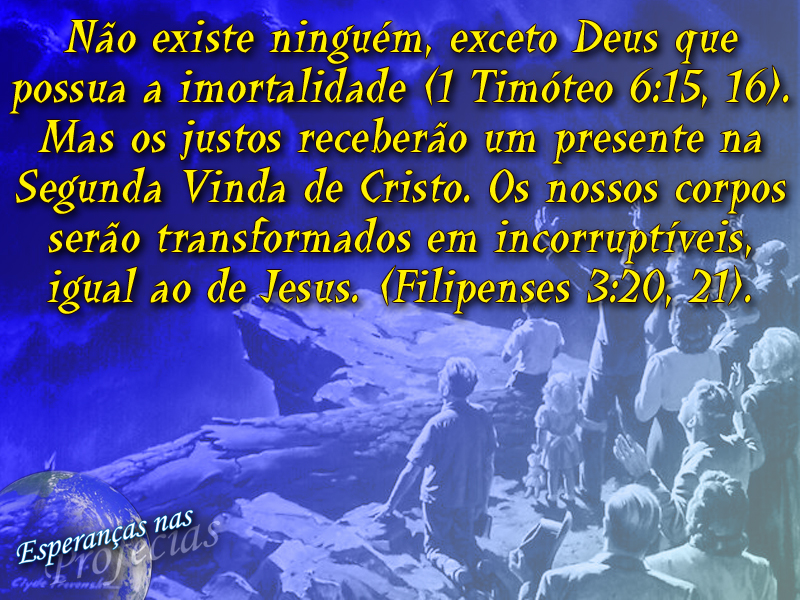 Não existe ninguém, exceto Deus que
possua a imortalidade (1 Timóteo 6:15, 16).
Mas os justos receberão um presente na
Segunda Vinda de Cristo. Os nossos corpos
serão transformados em incorruptíveis,
igual ao de Jesus. (Filipenses 3:20, 21).
Esperanças nas
Profecias
Clyde Provonsha